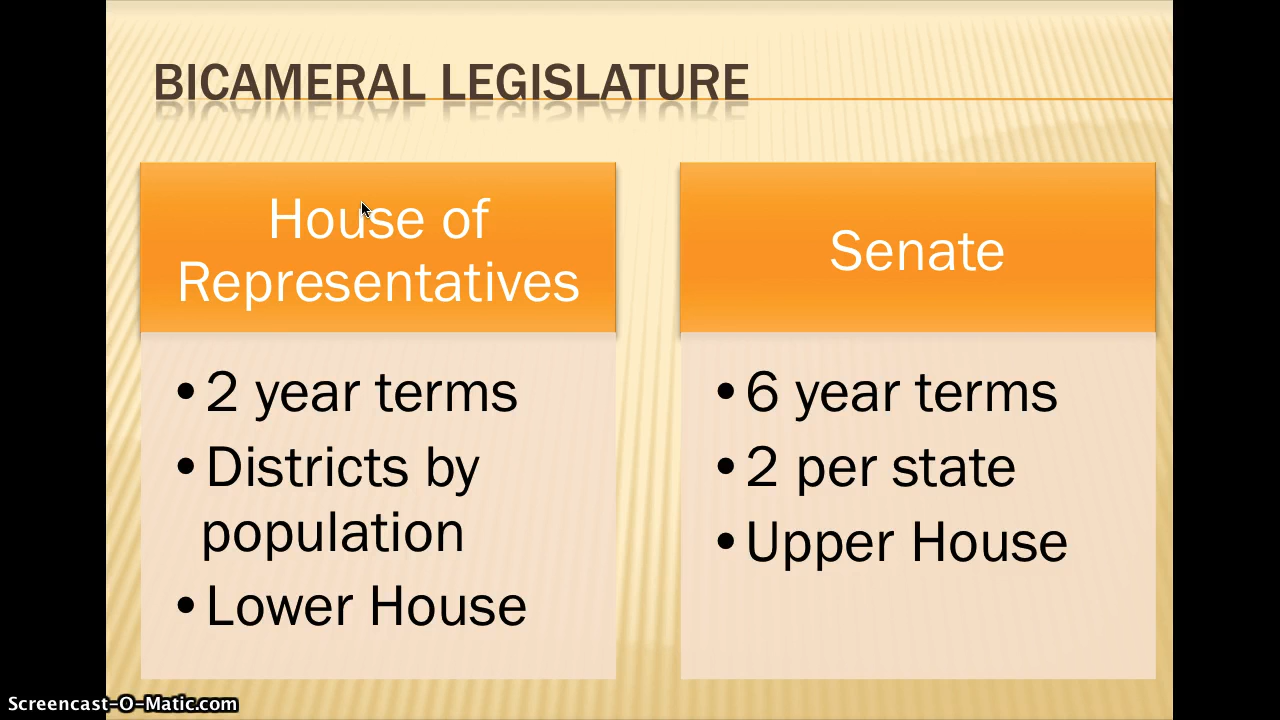 BICAMERAL LEGISLATURE
House of
Representatives
•2 year terms
•Districts by
population
•Lower House
Senate
•6 year terms
•2 per state
•Upper House
Screencast-O-Matic.com